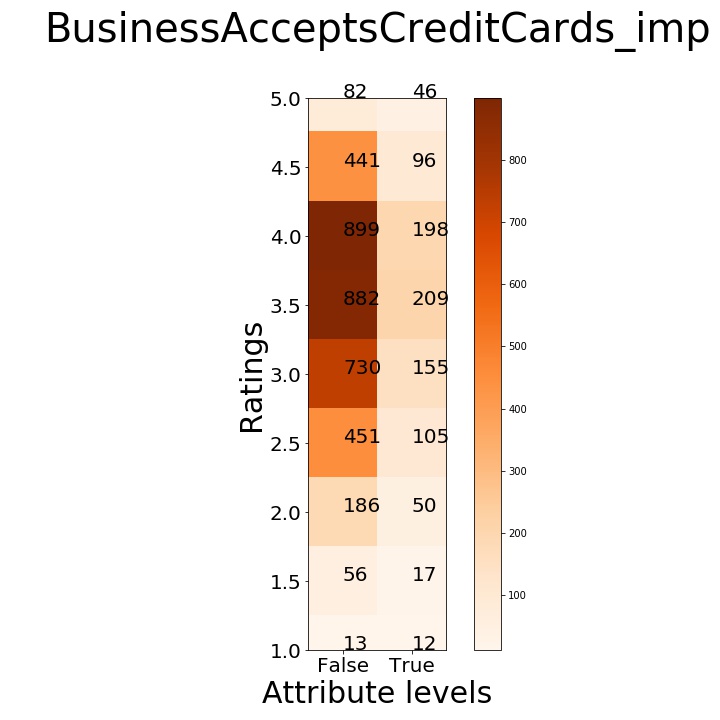 BusinessAcceptsCreditCards_imp
5.0 82 46
4.5 441 96
4.0 899 198
3.5 882 209
3.0 730 155
2.5 451 105
2.0 186 50
1.5 56 17
1.0 13 12
False True
Attribute levels
Ratings
800
700
600
500
400
300
200
100